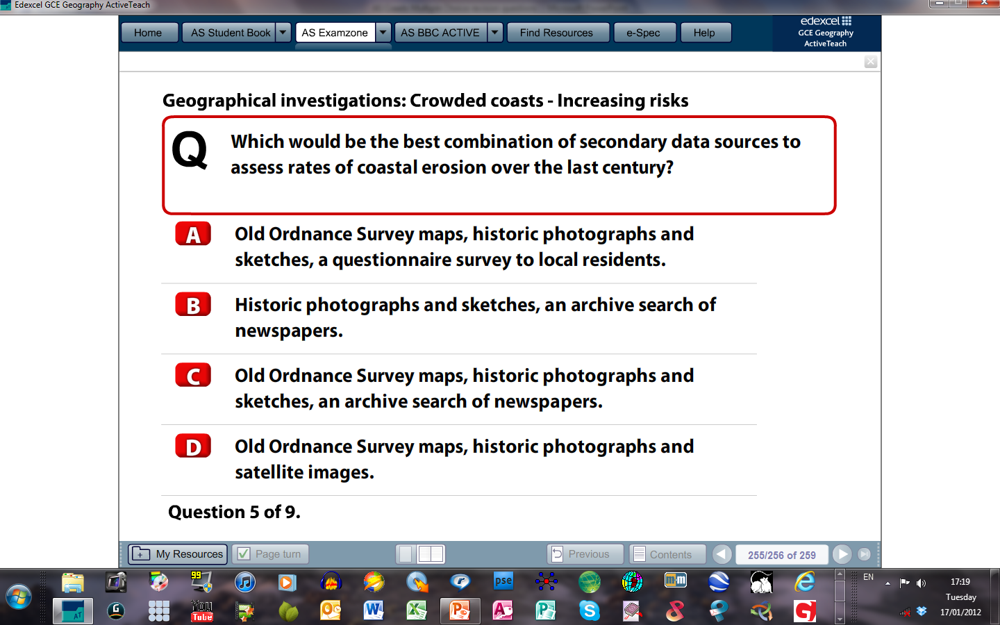 Edexcel GCE Geography ActiveTeach
Home
AS Student Book
AS Examzone
AS BBC ACTIVE
Find Resources
e-Spec
Help
edexcel
GCE Geography
ActiveTeach
Geographical investigations: Crowded coasts - Increasing risks
Q
Which would be the best combination of secondary data sources to
assess rates of coastal erosion over the last century?
A
Old Ordnance Survey maps, historic photographs and
sketches, a questionnaire survey to local residents.
B
Historic photographs and sketches, an archive search of
newspapers.
C
Old Ordnance Survey maps, historic photographs and
sketches, an archive search of newspapers.
D
Old Ordnance Survey maps, historic photographs and
satellite images.
Question 5 of 9.
My Resources
Page turn
Previous
Contents
255/256 of 259
99
pse
EN
17:19
Tuesday
17/01/2012
AT
G
You
Tube